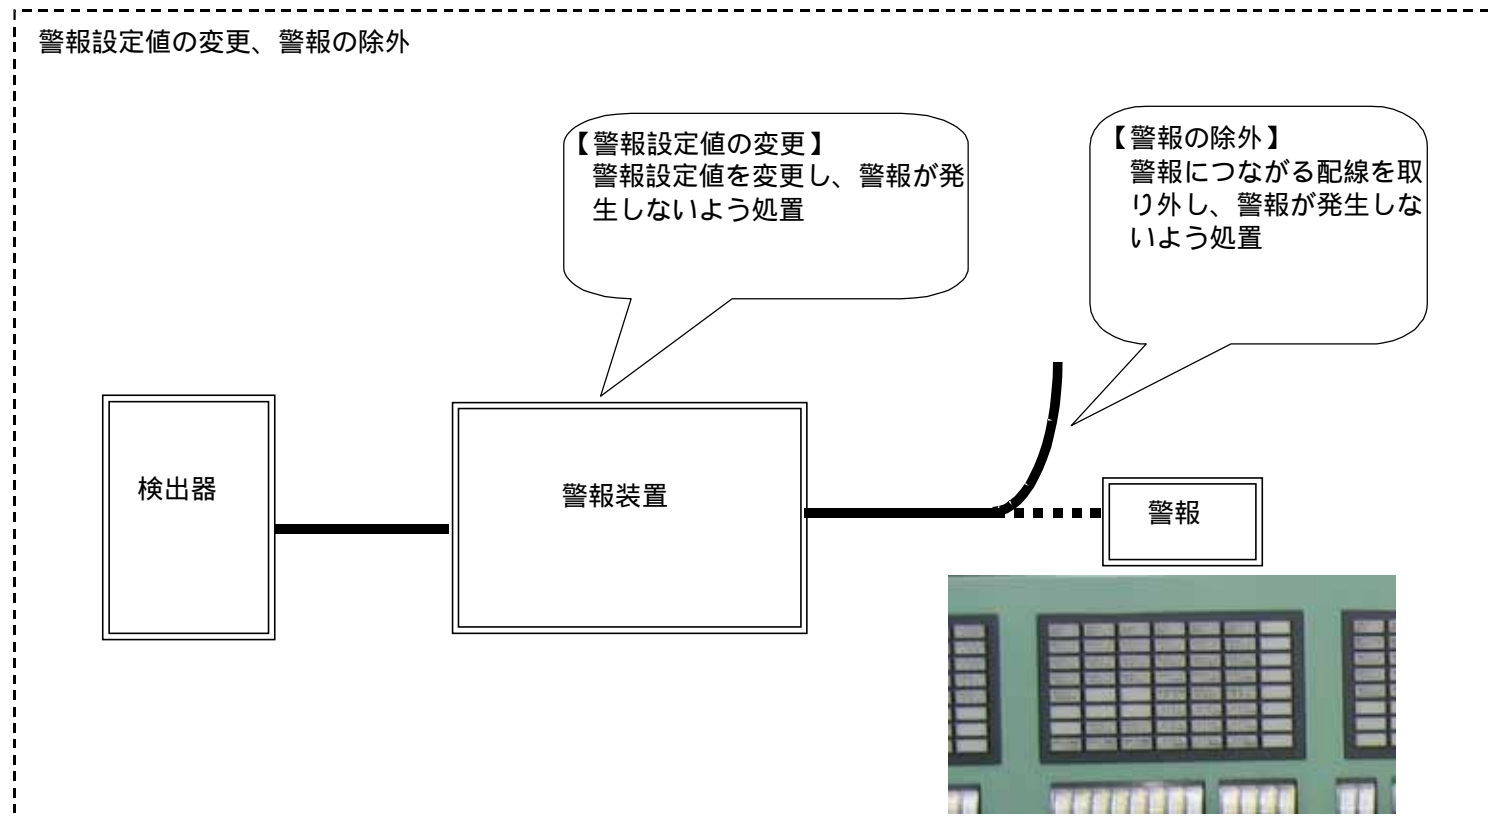 警報設定値の変更、警報の除外
【警報設定値の変更】
警報設定値を変更し、警報が発
生しないよう処置
【警報の除外】
警報につながる配線を取
り外し、警報が発生しな
いよう処置
検出器
警報装置
警報